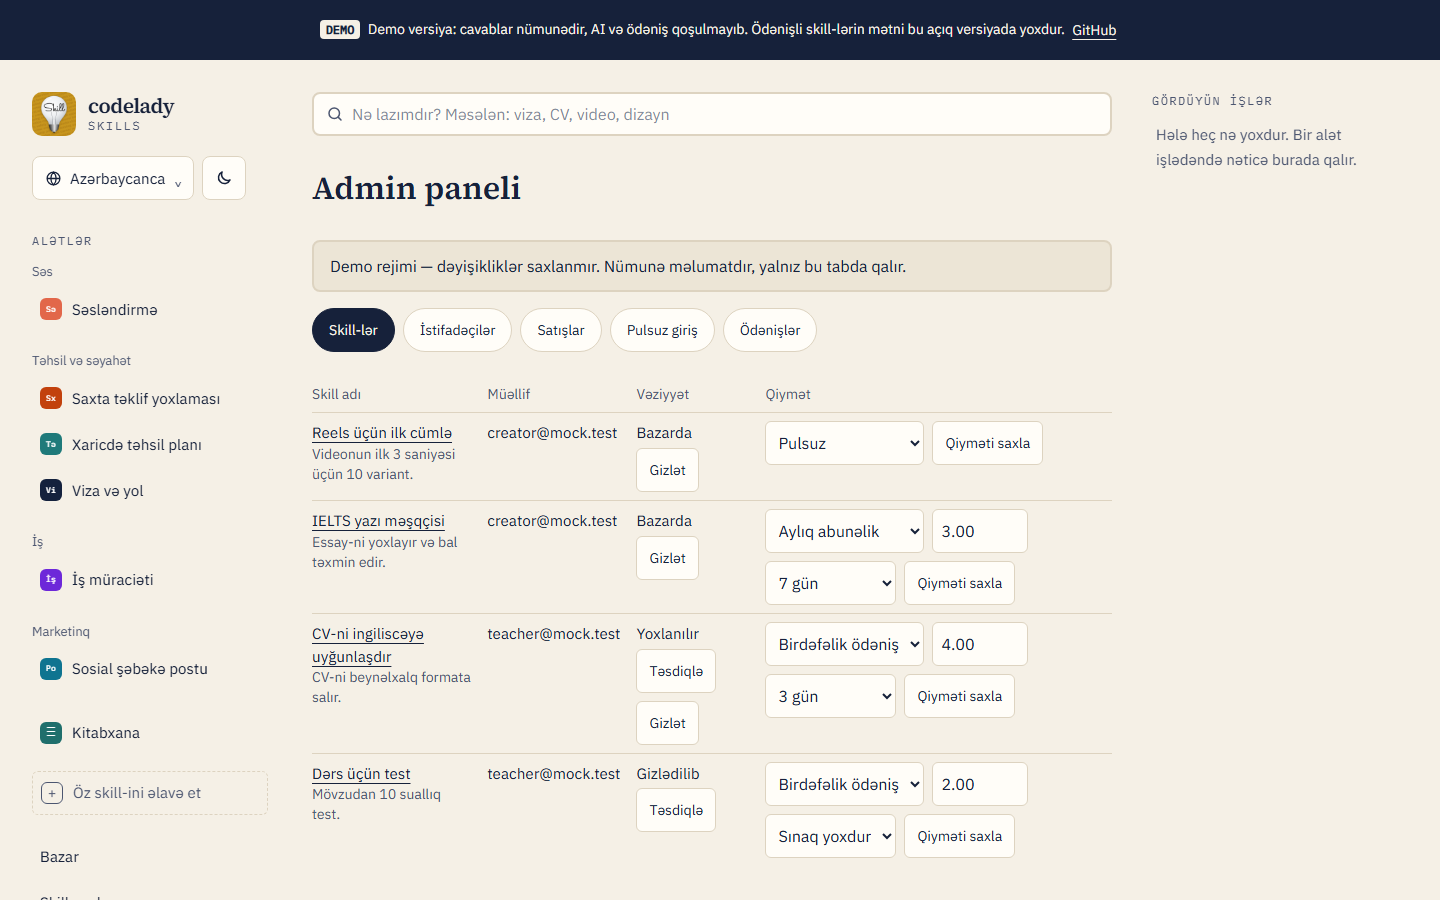 DEMO Demo versiya: cavablar nümunədir, AI və ödəniş qoşulmayıb. Ödənişli skill-lərin mətni bu açıq versiyada yoxdur. GitHub
Skill
codelady
SKILLS
Azərbaycanca
ALƏTLƏR
Səs
Sə Səsləndirmə
Təhsil və səyahət
Sx Saxta təklif yoxlaması
Tə Xaricdə təhsil planı
Vi Viza və yol
İş
İş İş müraciəti
Marketinq
Po Sosial şəbəkə postu
Kitabxana
+ Öz skill-ini əlavə et
Bazar
Nə lazımdır? Məsələn: viza, CV, video, dizayn
Admin paneli
Demo rejimi — dəyişikliklər saxlanmır. Nümunə məlumatdır, yalnız bu tabda qalır.
Skill-lər İstifadəçilər Satışlar Pulsuz giriş Ödənişlər
Skill adı Müəllif Vəziyyət Qiymət
Reels üçün ilk cümlə creator@mock.test Bazarda Pulsuz Qiyməti saxla
Videonun ilk 3 saniyəsi
üçün 10 variant.
Gizlət
IELTS yazı məşqçisi creator@mock.test Bazarda Aylıq abunəlik 3.00
Essay-ni yoxlayır və bal
təxmin edir.
Gizlət
7 gün Qiyməti saxla
CV-ni ingiliscəyə
uyğunlaşdır
teacher@mock.test Yoxlanılır Birdəfəlik ödəniş 4.00
CV-ni beynəlxalq formata
salır.
Təsdiqlə
Gizlət
3 gün Qiyməti saxla
Dərs üçün test teacher@mock.test Gizlədilib Birdəfəlik ödəniş 2.00
Mövzudan 10 suallıq
test.
Təsdiqlə
Sınaq yoxdur Qiyməti saxla
GÖRDÜYÜN İŞLƏR
Hələ heç nə yoxdur. Bir alət
işlədəndə nəticə burada qalır.